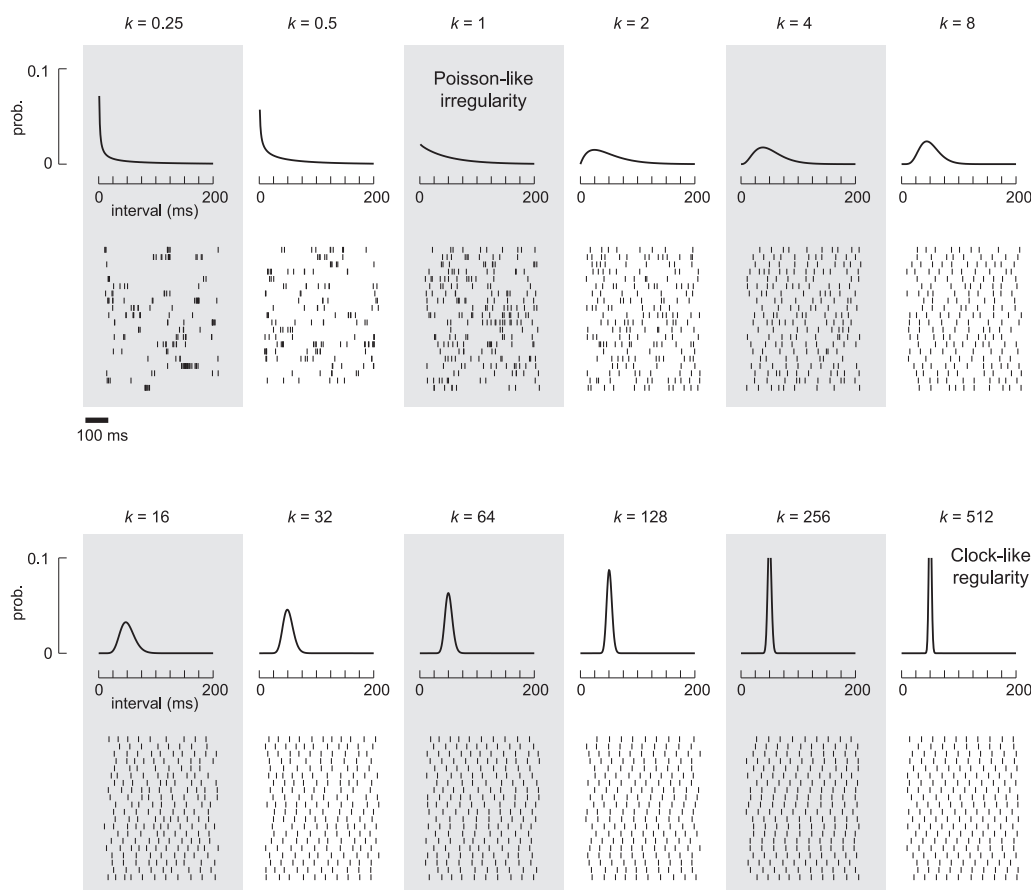 k = 0.25 k = 0.5 k = 1 k = 2 k = 4 k = 8
0.1
prob.
0
Poisson-like
irregularity
0 200 0 200 0 200 0 200 0 200 0 200
interval (ms)
100 ms
k = 16 k = 32 k = 64 k = 128 k = 256 k = 512
0.1
prob.
0
Clock-like
regularity
0 200 0 200 0 200 0 200 0 200 0 200
interval (ms)